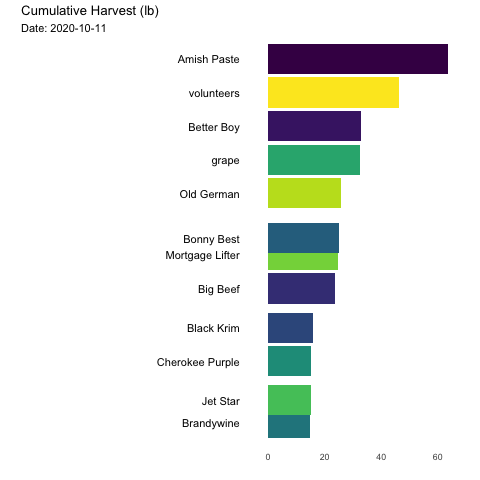 Cumulative Harvest (lb)
Date: 2020-10-11
Amish Paste
volunteers
Better Boy
grape
Old German
Bonny Best
Mortgage Lifter
Big Beef
Black Krim
Cherokee Purple
Jet Star
Brandywine
0 20 40 60